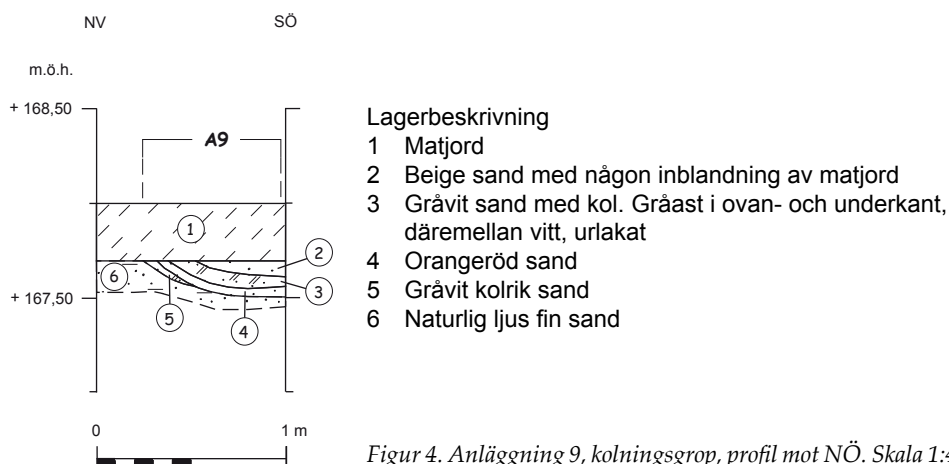 NV SÖ
m.ö.h.
+ 168,50
A9
1
2
6
3
+ 167,50
5
4
0 1 m
Lagerbeskrivning
1 Matjord
2 Beige sand med någon inblandning av matjord
3 Gråvit sand med kol. Gråast i ovan- och underkant,
däremellan vitt, urlakat
4 Orangeröd sand
5 Gråvit kolrik sand
6 Naturlig ljus fin sand
Figur 4. Anläggning 9, kolningsgrop, profil mot NÖ. Skala